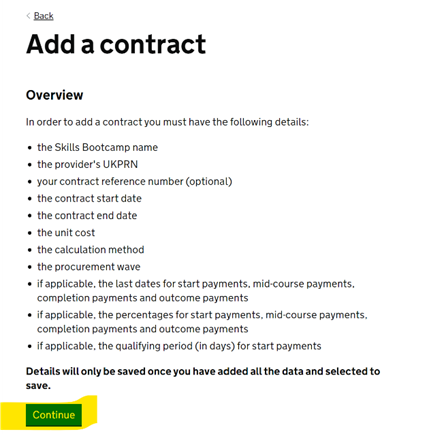 Back
Add a contract
Overview
In order to add a contract you must have the following details:
• the Skills Bootcamp name
• the provider's UKPRN
• your contract reference number (optional)
• the contract start date
• the contract end date
• the unit cost
• the calculation method
• the procurement wave
• if applicable, the last dates for start payments, mid-course payments,
completion payments and outcome payments
• if applicable, the percentages for start payments, mid-course payments,
completion payments and outcome payments
• if applicable, the qualifying period (in days) for start payments
Details will only be saved once you have added all the data and selected to
save.
Continue